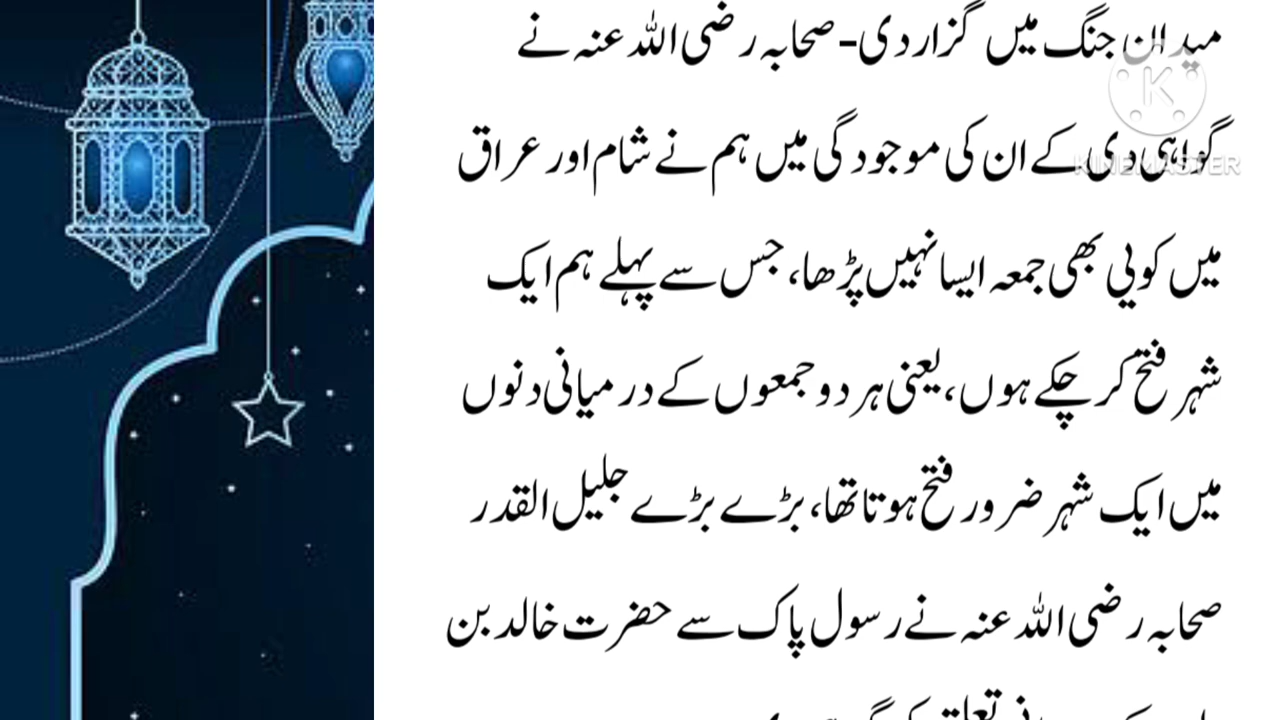 میدان جنگ میں گزار دی- صحابہ رضی اللہ عنہ نے
گواہی دی کے ان کی موجودگی میں ہم نے شام اور عراق
میں کویی بھی جمعہ ایسا نہیں پڑھا، جس سے پہلے ہم ایک
شہر فتح کر چکے ہوں، یعنی ہر دو جمعوں کے درمیانی دنوں
میں ایک شہر ضرور فتح ہوتا تھا، بڑے بڑے جلیل القدر
صحابہ رضی اللہ عنہ نے رسول پاک سے حضرت خالد بن
K
KINEMASTER